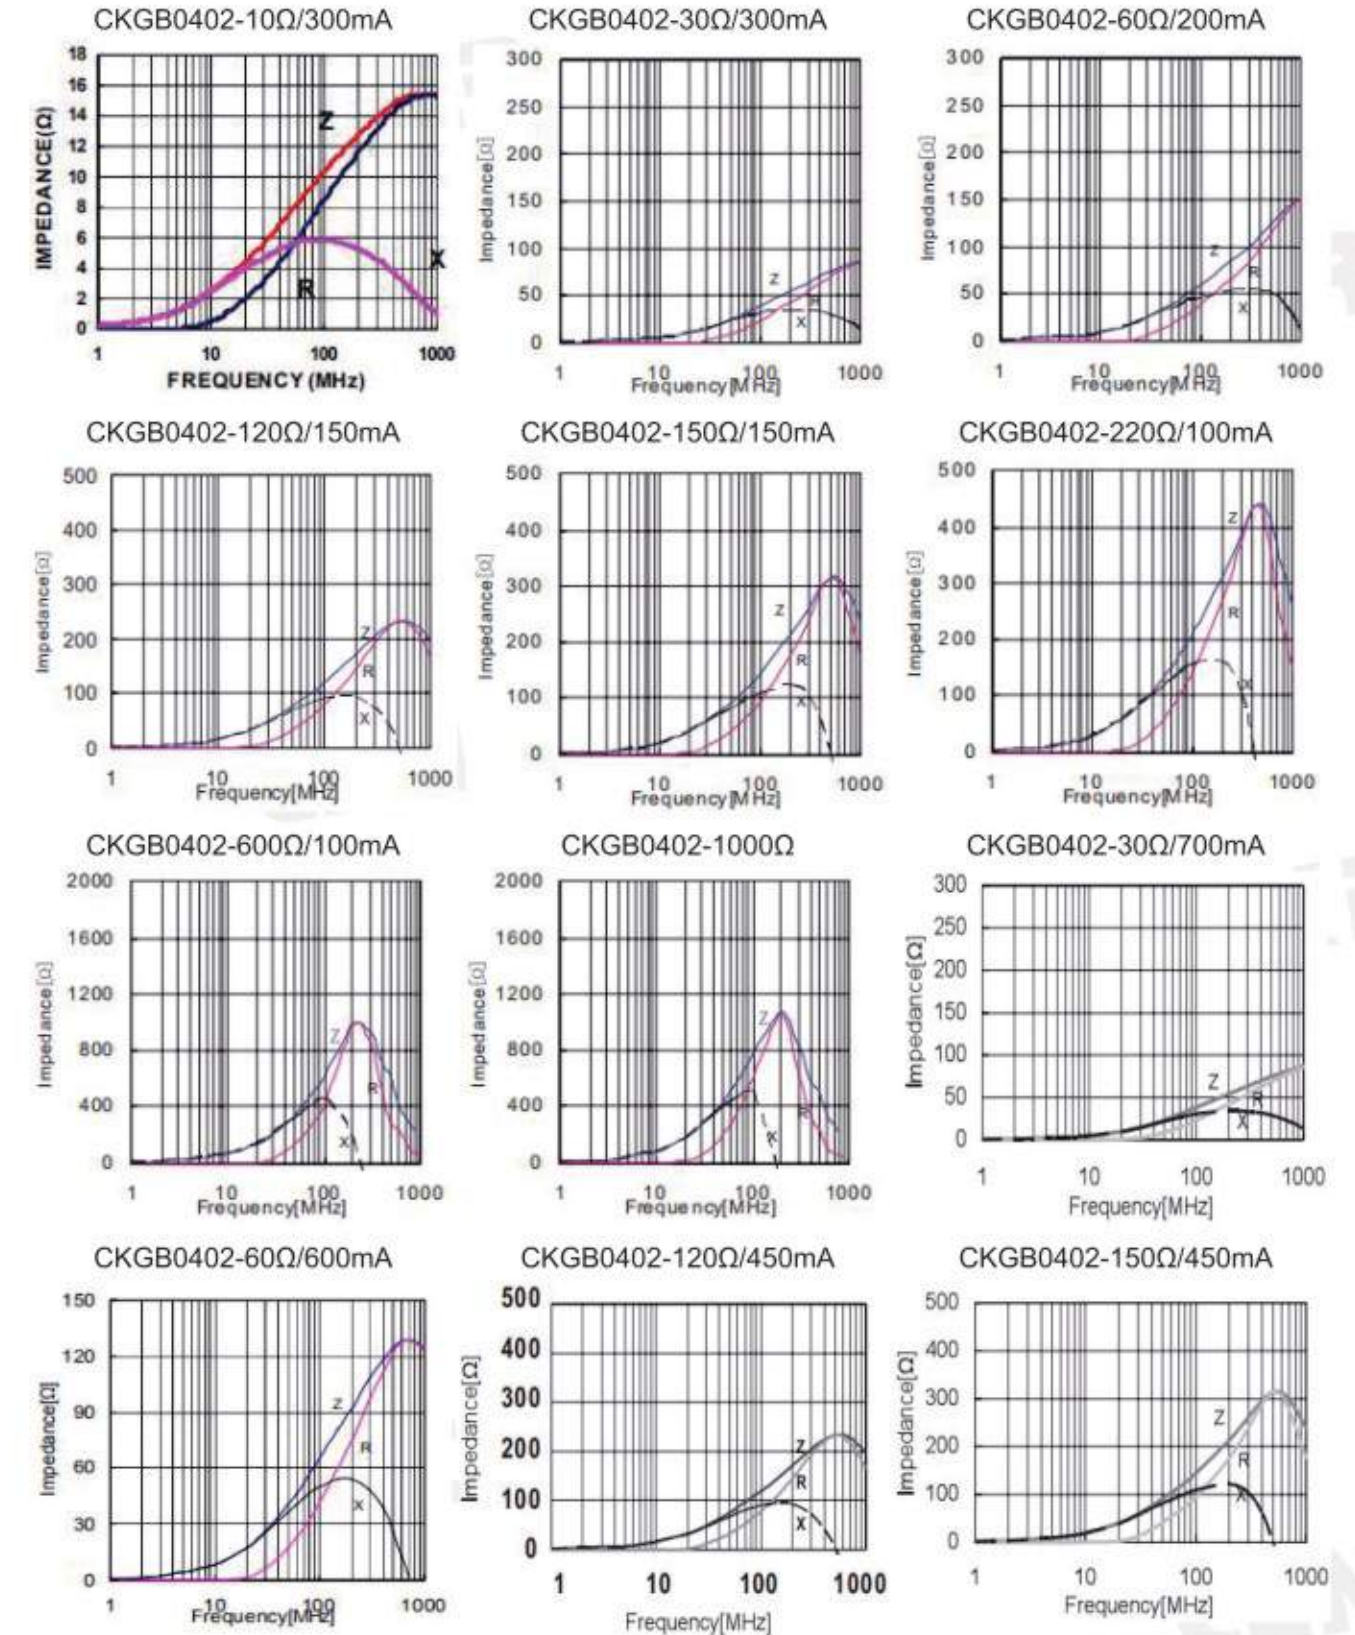 CKGB0402-10Ω/300mA
18
16
14
12
10
8
6
4
2
0
IMPEDANCE(Ω)
Z
R
X
1 10 100 1000
FREQUENCY (MHz)
CKGB0402-30Ω/300mA
300
250
200
150
100
50
0
Impedance[Ω]
Z
R
X
1 10 100 1000
Frequency[MHz]
CKGB0402-60Ω/200mA
300
250
200
150
100
50
0
Impedance[Ω]
Z
R
X
1 10 100 1000
Frequency[MHz]
CKGB0402-120Ω/150mA
500
400
300
200
100
0
Impedance[Ω]
Z
R
X
1 10 100 1000
Frequency[MHz]
CKGB0402-150Ω/150mA
500
400
300
200
100
0
Impedance[Ω]
Z
R
X
1 10 100 1000
Frequency[MHz]
CKGB0402-220Ω/100mA
500
400
300
200
100
0
Impedance[Ω]
Z
R
X
1 10 100 1000
Frequency[MHz]
CKGB0402-600Ω/100mA
2000
1600
1200
800
400
0
Impedance[Ω]
Z
R
X
1 10 100 1000
Frequency[MHz]
CKGB0402-1000Ω
2000
1600
1200
800
400
0
Impedance[Ω]
Z
R
X
1 10 100 1000
Frequency[MHz]
CKGB0402-30Ω/700mA
300
250
200
150
100
50
0
Impedance[Ω]
Z
R
X
1 10 100 1000
Frequency[MHz]
CKGB0402-60Ω/600mA
150
120
90
60
30
0
Impedance[Ω]
Z
R
X
1 10 100 1000
Frequency[MHz]
CKGB0402-120Ω/450mA
500
400
300
200
100
0
Impedance[Ω]
Z
R
X
1 10 100 1000
Frequency[MHz]
CKGB0402-150Ω/450mA
500
400
300
200
100
0
Impedance[Ω]
Z
R
X
1 10 100 1000
Frequency[MHz]